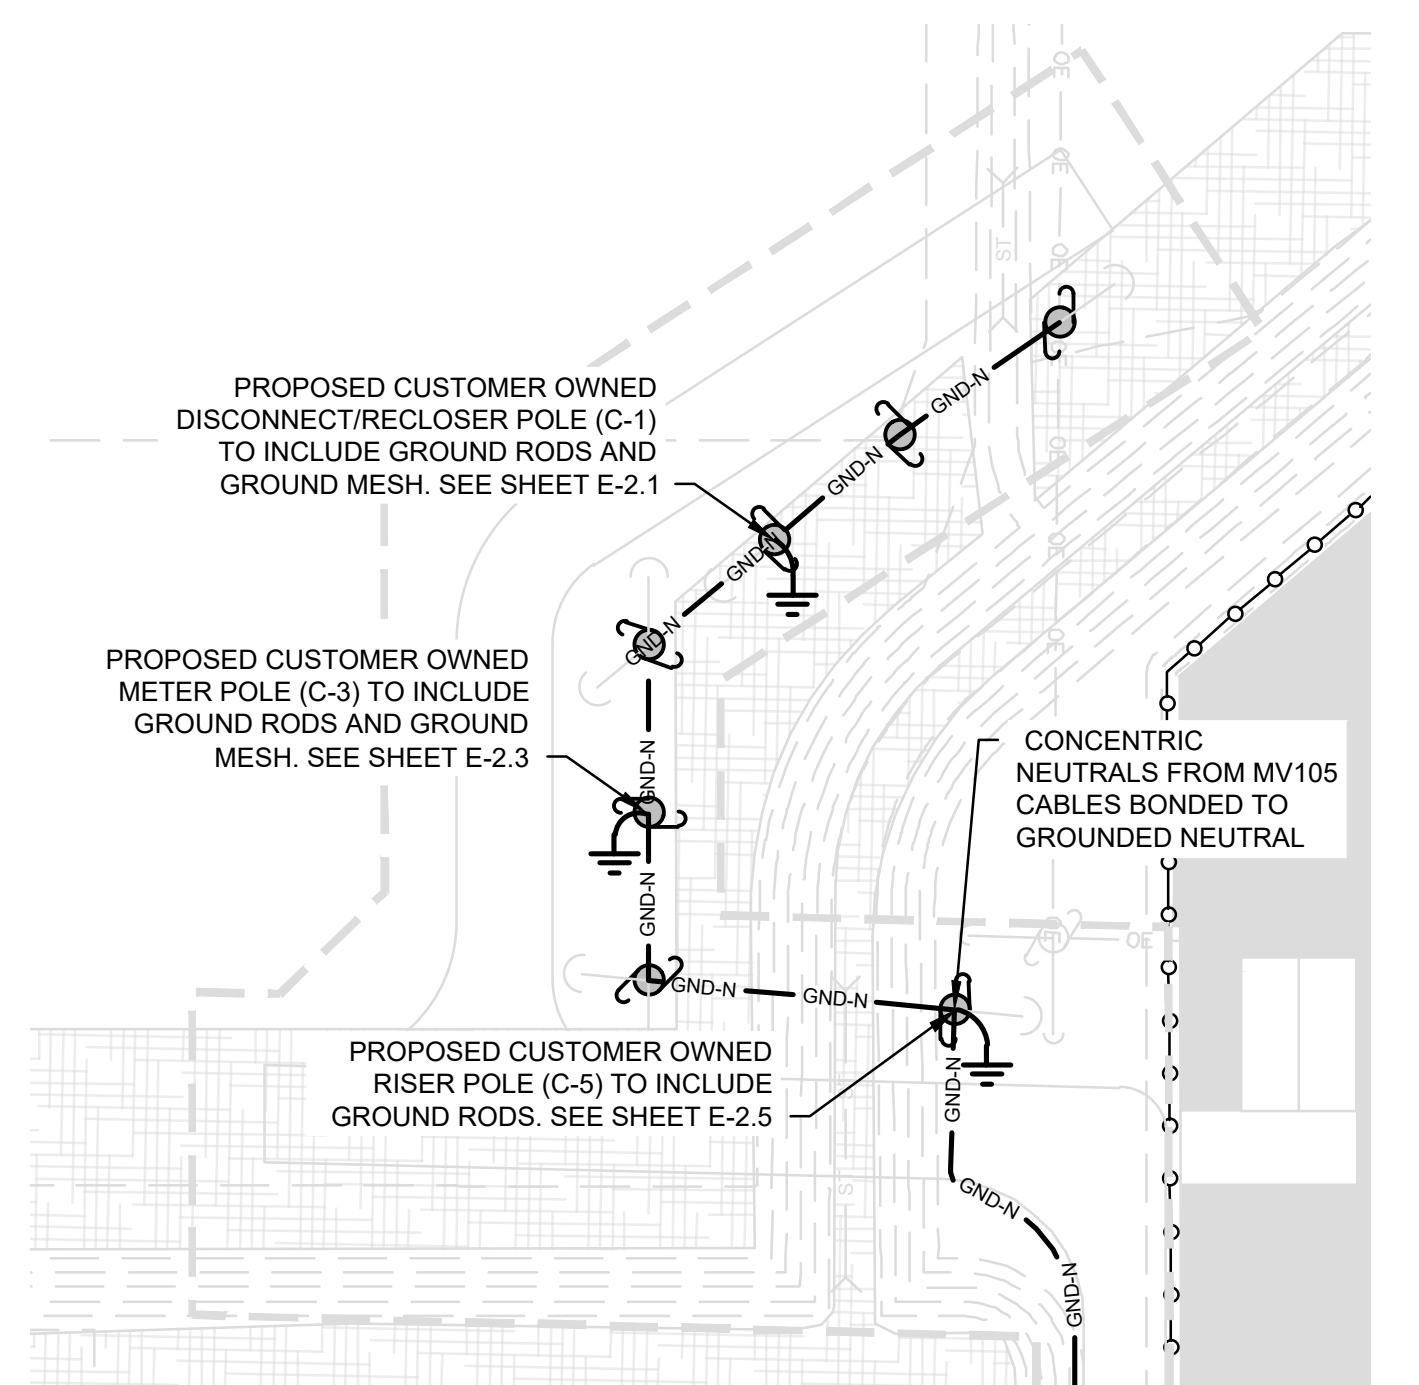 OE
OE
ST
OE
GND-N
PROPOSED CUSTOMER OWNED
DISCONNECT/RECLOSER POLE (C-1)
TO INCLUDE GROUND RODS AND
GROUND MESH. SEE SHEET E-2.1
GND-N
OE
GND-N
OE
GND-N
OE
PROPOSED CUSTOMER OWNED
METER POLE (C-3) TO INCLUDE
GROUND RODS AND GROUND
MESH. SEE SHEET E-2.3
GND-N
CONCENTRIC
NEUTRALS FROM MV105
CABLES BONDED TO
GROUNDED NEUTRAL
GND-N
OE
GND-N
GND-N
PROPOSED CUSTOMER OWNED
RISER POLE (C-5) TO INCLUDE
GROUND RODS. SEE SHEET E-2.5
GND-N
ST
GND-N
GND-N